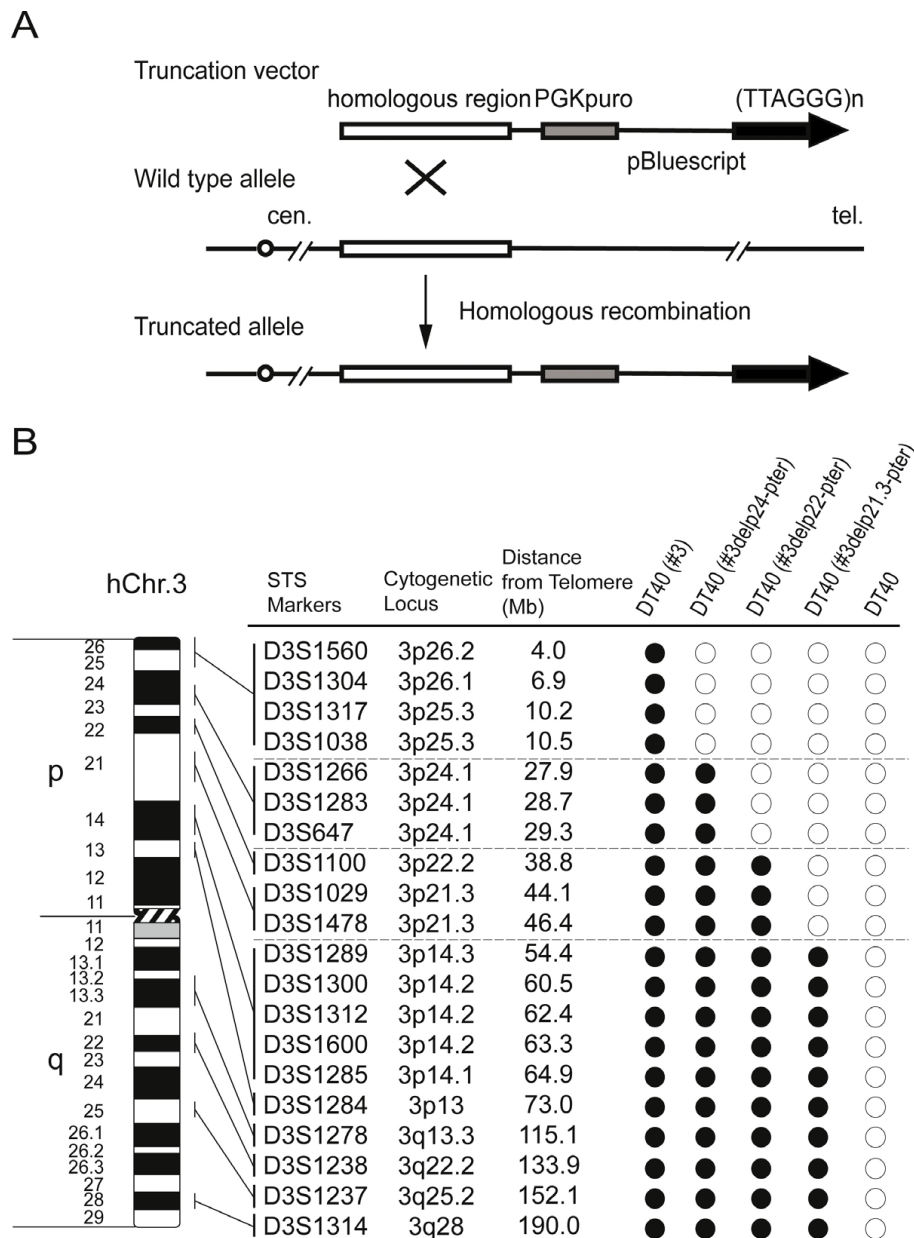 A
Truncation vector
homologous region PGKpuro (TTAGGG)n
pBluescript
Wild type allele
cen. tel.
Homologous recombination
Truncated allele
B
hChr.3
STS Markers Cytogenetic Locus Distance from Telomere (Mb) DT40 (#3) DT40 (#3delp24-pter) DT40 (#3delp22-pter) DT40 (#3delp21.3-pter) DT40
p
26
25
24
23
22
21
14
13
12
11
q
11
12
13.1
13.2
13.3
21
22
23
24
25
26.1
26.2
26.3
27
28
29
D3S1560 3p26.2 4.0
D3S1304 3p26.1 6.9
D3S1317 3p25.3 10.2
D3S1038 3p25.3 10.5
D3S1266 3p24.1 27.9
D3S1283 3p24.1 28.7
D3S647 3p24.1 29.3
D3S1100 3p22.2 38.8
D3S1029 3p21.3 44.1
D3S1478 3p21.3 46.4
D3S1289 3p14.3 54.4
D3S1300 3p14.2 60.5
D3S1312 3p14.2 62.4
D3S1600 3p14.2 63.3
D3S1285 3p14.1 64.9
D3S1284 3p13 73.0
D3S1278 3q13.3 115.1
D3S1238 3q22.2 133.9
D3S1237 3q25.2 152.1
D3S1314 3q28 190.0